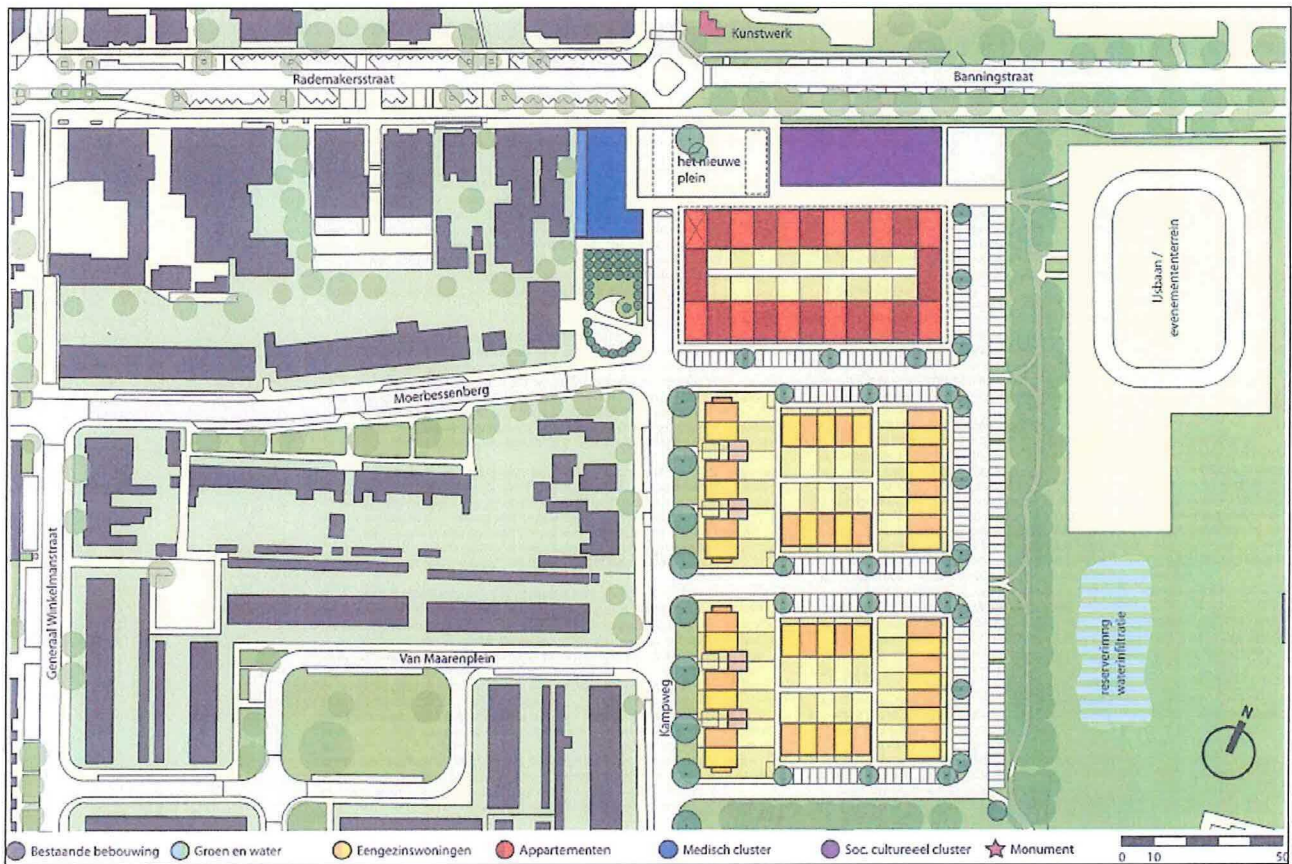 Kunstwerk
Rademakersstraat
Banningstraat
het nieuwe
plein
IJsbaan /
evenemententerrein
Moerbessenberg
Generaal Winkelmanstraat
Van Maarenplein
Kampweg
reserverimng
waterinfiltratie
N
Bestaande bebouwing
Groen en water
Eengezinswoningen
Appartementen
Medisch cluster
Soc. cultureeel cluster
Monument
0 10 50